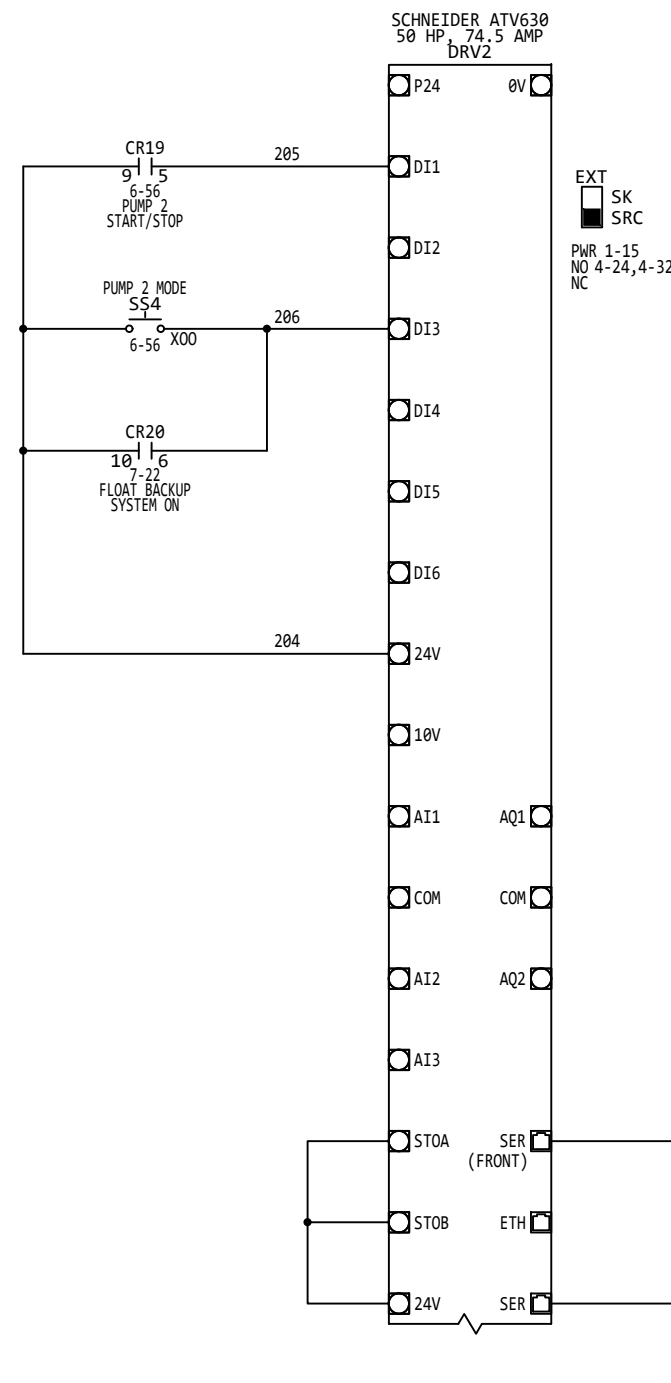 SCHNEIDER ATV630
50 HP, 74.5 AMP
DRV2
P24 0V
CR19
205
9 5
6-56
PUMP 2
START/STOP
DI1
EXT
SK
SRC
PWR 1-15
NO 4-24,4-32
NC
DI2
PUMP 2 MODE
SS4
206
6-56 XOO
DI3
DI4
CR20
10 6
7-22
FLOAT BACKUP
SYSTEM ON
DI5
DI6
204
24V
10V
AI1 AQ1
COM COM
AI2 AQ2
AI3
STOA SER
(FRONT)
STOB ETH
24V SER